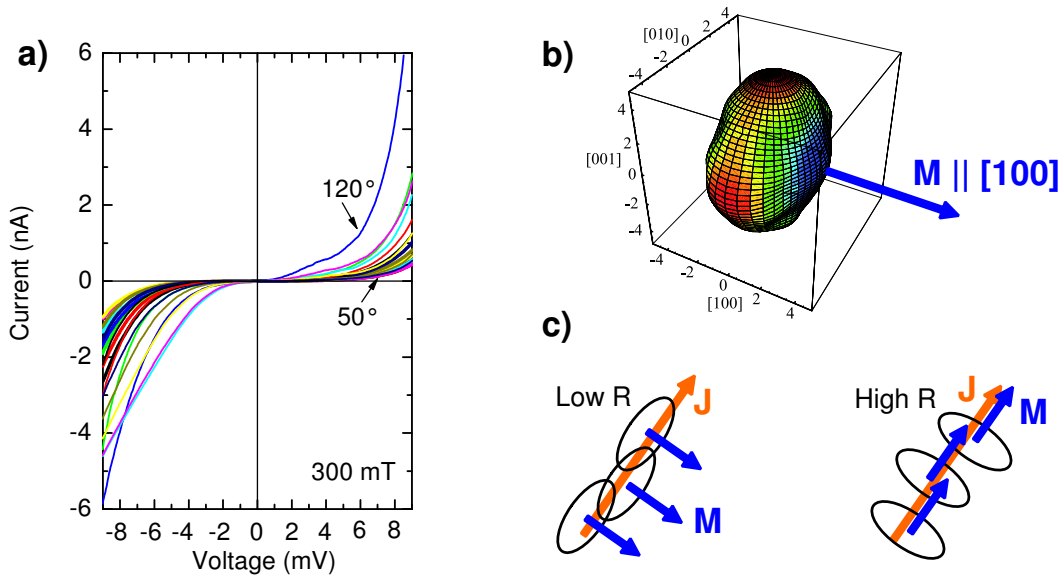 a)
6
4
2
0
-2
-4
-6
Current (nA)
120°
50°
300 mT
-8 -6 -4 -2 0 2 4 6 8
Voltage (mV)
b)
[010]
-4 -2 0 2 4
[001]
4
2
0
-2
-4
-4 -2 0 2 4
[100]
M || [100]
c)
Low R
J
M
High R
J
M